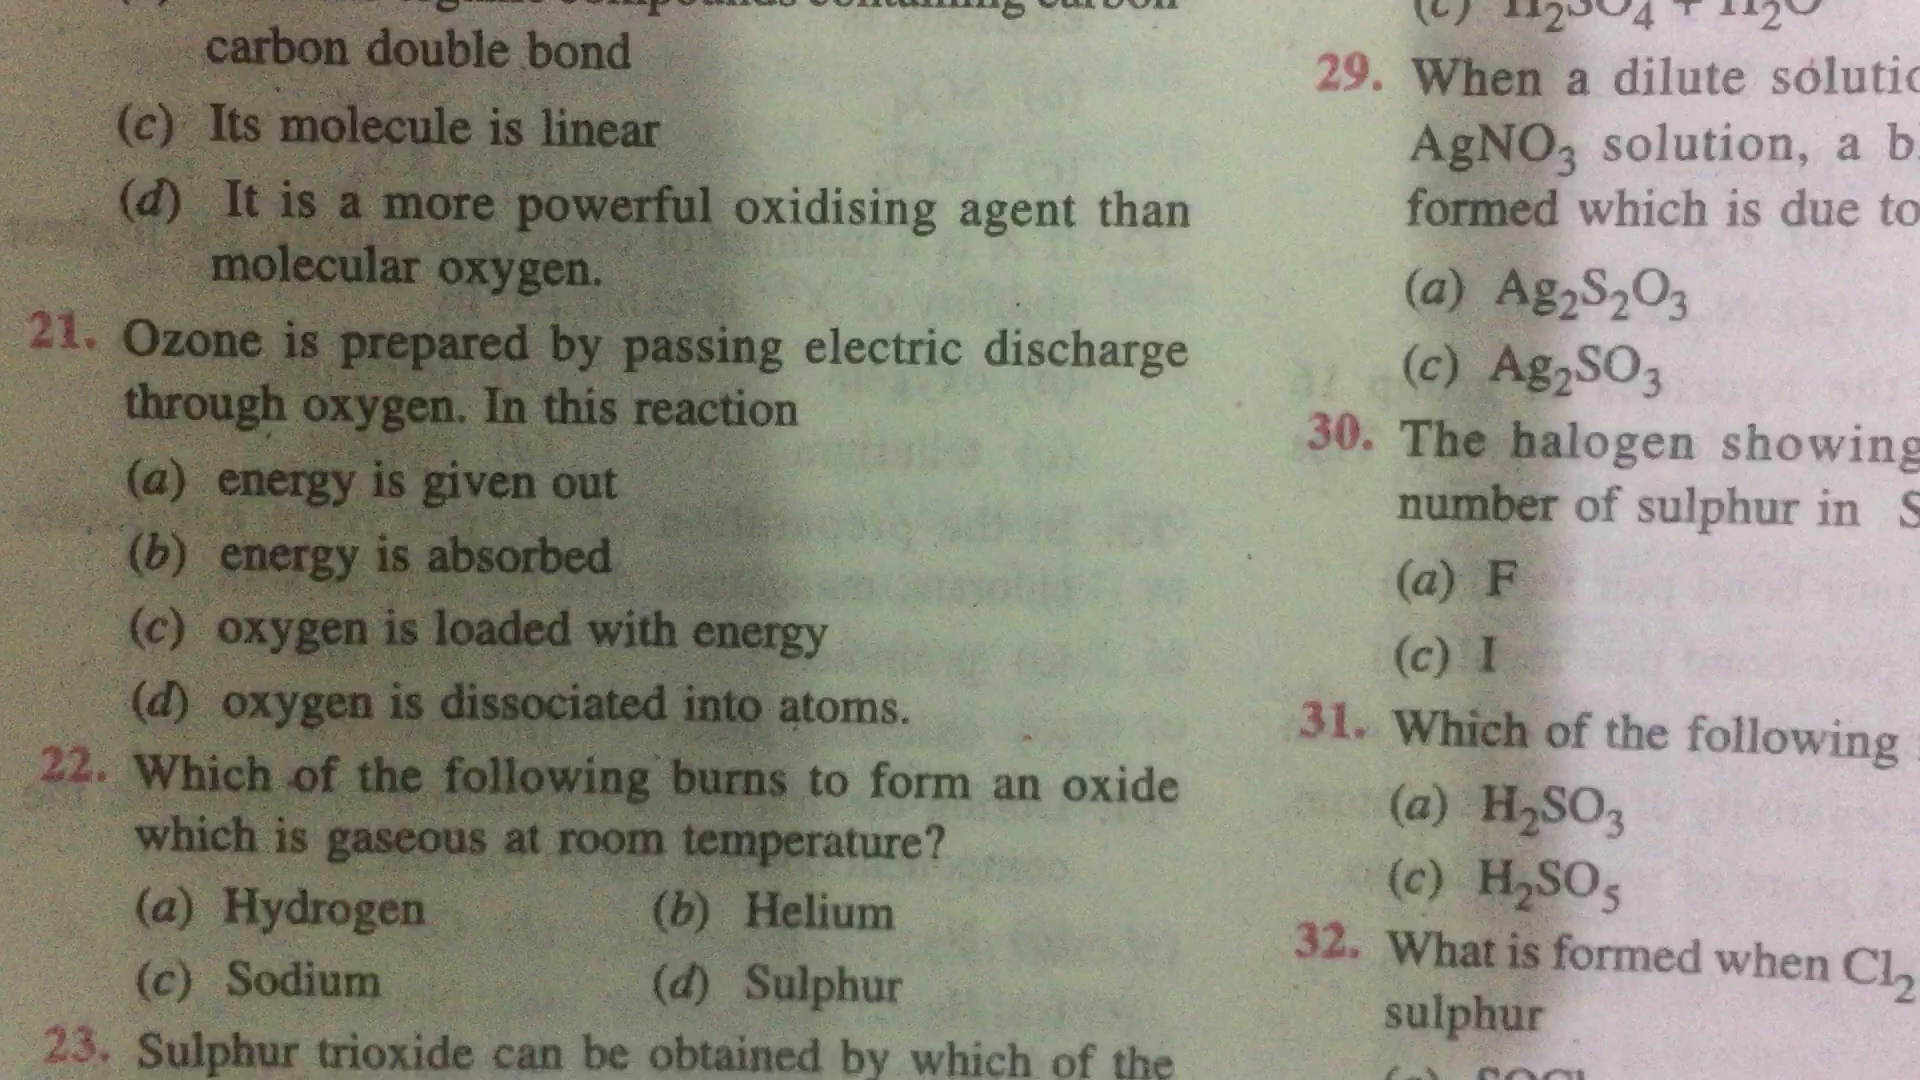 carbon double bond
(c) Its molecule is linear
(d) It is a more powerful oxidising agent than
molecular oxygen.
21. Ozone is prepared by passing electric discharge
through oxygen. In this reaction
(a) energy is given out
(b) energy is absorbed
(c) oxygen is loaded with energy
(d) oxygen is dissociated into atoms.
22. Which of the following burns to form an oxide
which is gaseous at room temperature?
(a) Hydrogen (b) Helium
(c) Sodium (d) Sulphur
23. Sulphur trioxide can be obtained by which of the
(c) H₂SO₄ + H₂O
29. When a dilute
AgNO₃ solution, a
formed which is due to
(a) Ag₂S₂O₃
(c) Ag₂SO₃
30. The halogen showing
number of sulphur in
(a) F
(c) I
31. Which of the following
(a) H₂SO₃
(c) H₂SO₅
32. What is formed when Cl₂
sulphur